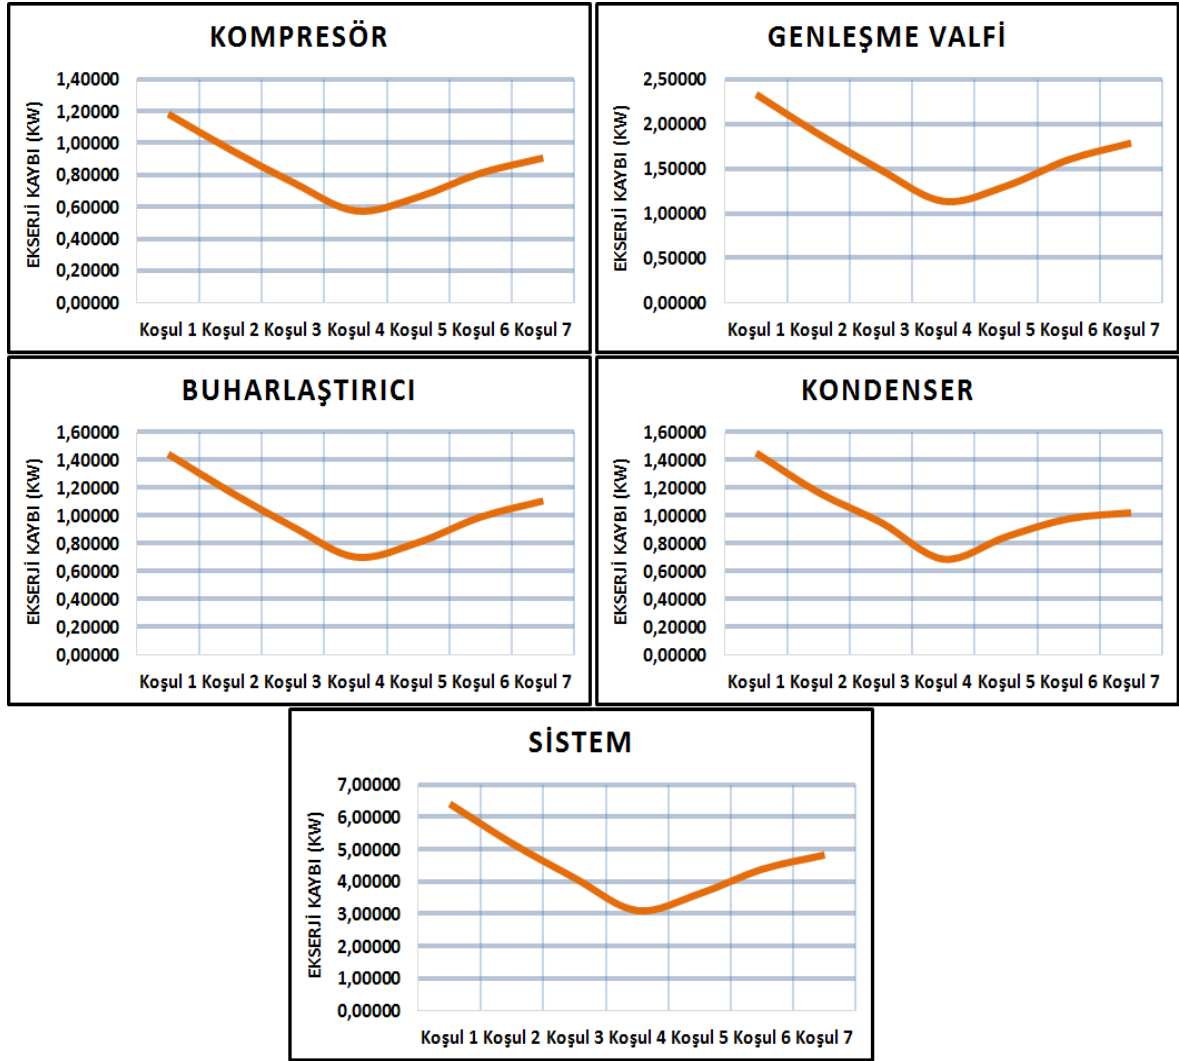 KOMPRESÖR
EKSERJİ KAYBI (KW)
1,40000
1,20000
1,00000
0,80000
0,60000
0,40000
0,20000
0,00000
Koşul 1 Koşul 2 Koşul 3 Koşul 4 Koşul 5 Koşul 6 Koşul 7
GENLEŞME VALFİ
EKSERJİ KAYBI (KW)
2,50000
2,00000
1,50000
1,00000
0,50000
0,00000
Koşul 1 Koşul 2 Koşul 3 Koşul 4 Koşul 5 Koşul 6 Koşul 7
BUHARLAŞTIRICI
EKSERJİ KAYBI (KW)
1,60000
1,40000
1,20000
1,00000
0,80000
0,60000
0,40000
0,20000
0,00000
Koşul 1 Koşul 2 Koşul 3 Koşul 4 Koşul 5 Koşul 6 Koşul 7
KONDENSER
EKSERJİ KAYBI (KW)
1,60000
1,40000
1,20000
1,00000
0,80000
0,60000
0,40000
0,20000
0,00000
Koşul 1 Koşul 2 Koşul 3 Koşul 4 Koşul 5 Koşul 6 Koşul 7
SİSTEM
EKSERJİ KAYBI (KW)
7,00000
6,00000
5,00000
4,00000
3,00000
2,00000
1,00000
0,00000
Koşul 1 Koşul 2 Koşul 3 Koşul 4 Koşul 5 Koşul 6 Koşul 7